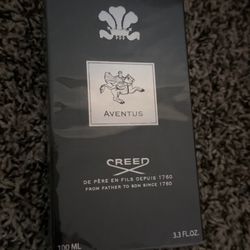 AVENTUS
CREED
DE PÈRE EN FILS DEPUIS 1760
FROM FATHER TO SON SINCE 1760
100 ML
3.3 FL.OZ.